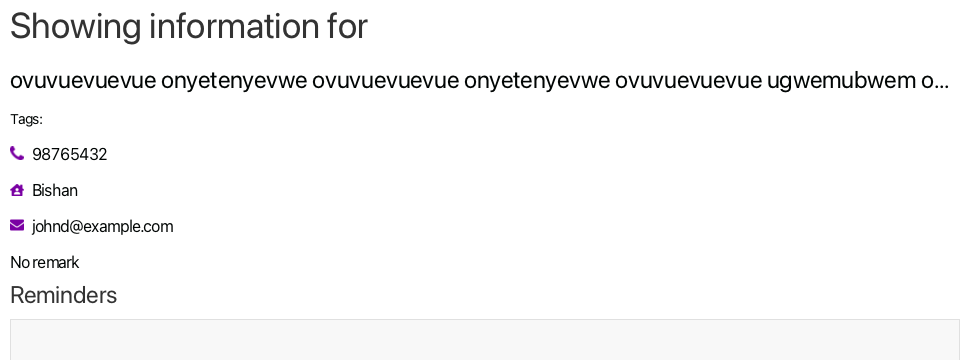 Showing information for
ovuvuevuevue onyetenyevwe ovuvuevuevue onyetenyevwe ovuvuevuevue ugwemubwem o...
Tags:
98765432
Bishan
johnd@example.com
No remark
Reminders